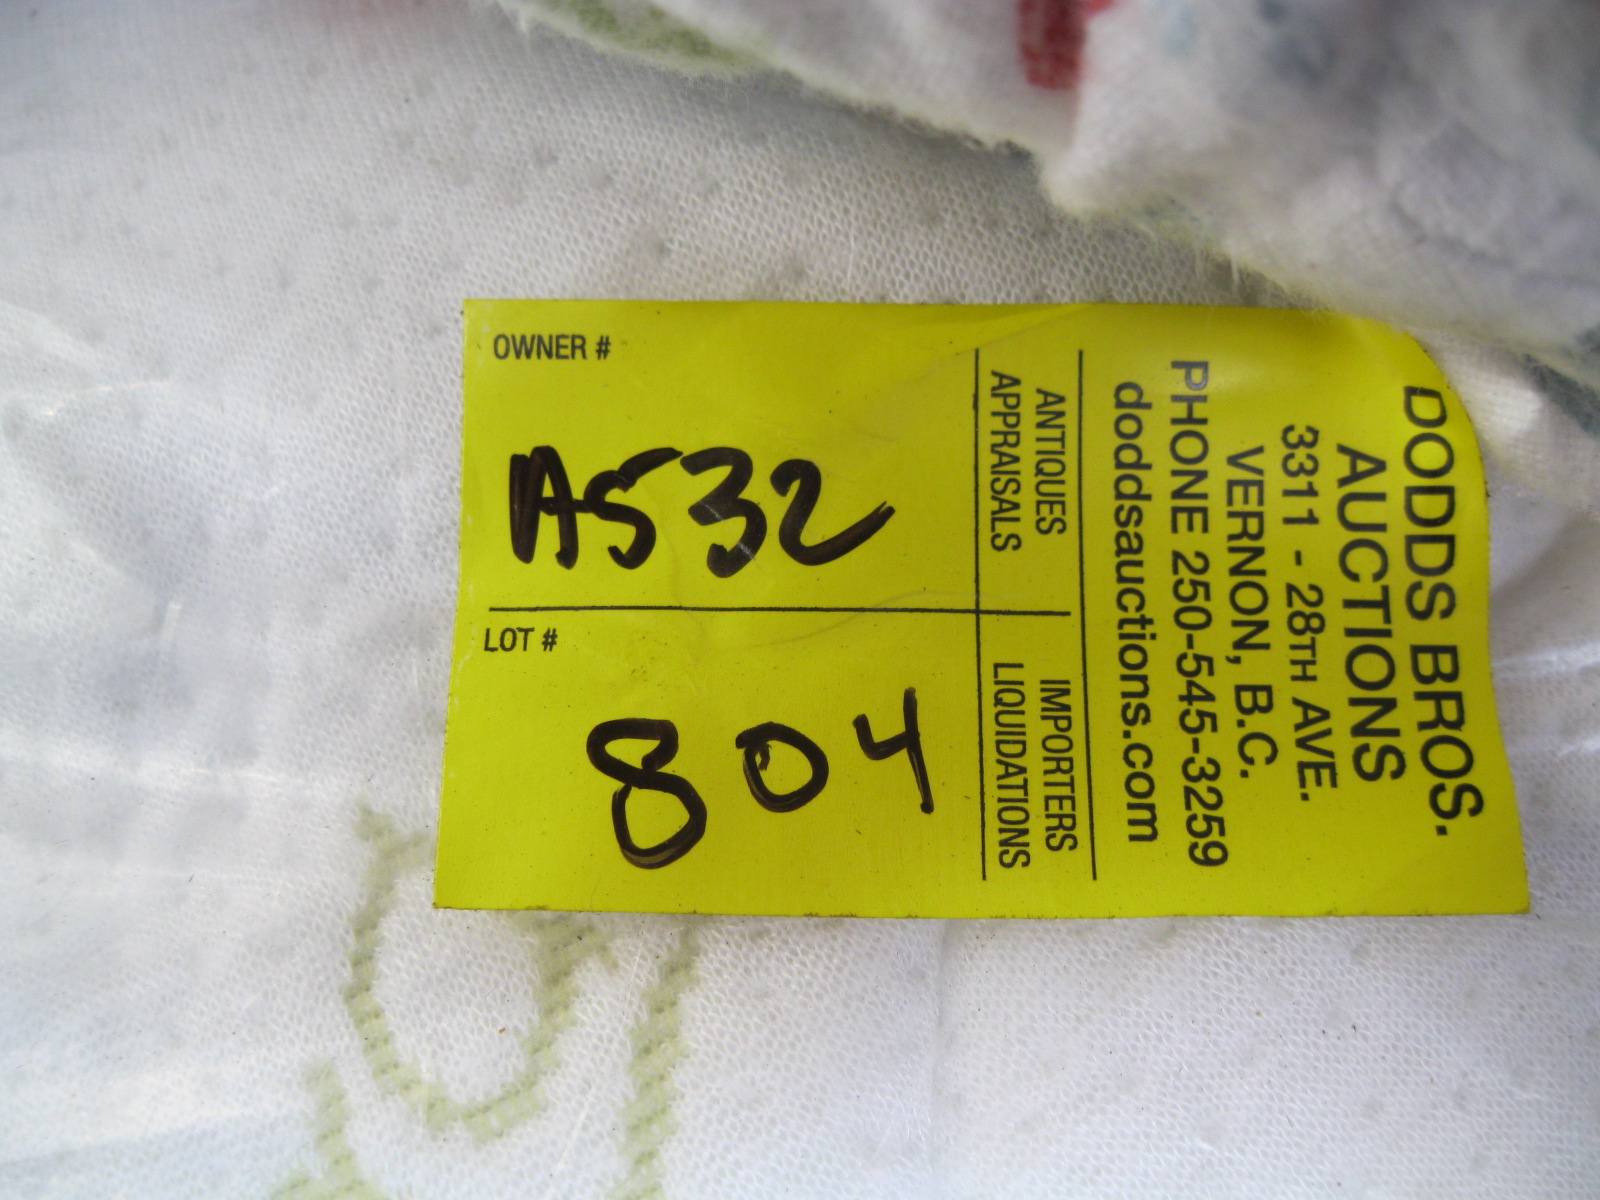 OWNER #
A532
LOT #
804
DODDS BROS.
AUCTIONS
3311 - 28TH AVE.
VERNON, B.C.
PHONE 250-545-3259
doddsauctions.com
ANTIQUES
APPRAISALS
IMPORTERS
LIQUIDATIONS